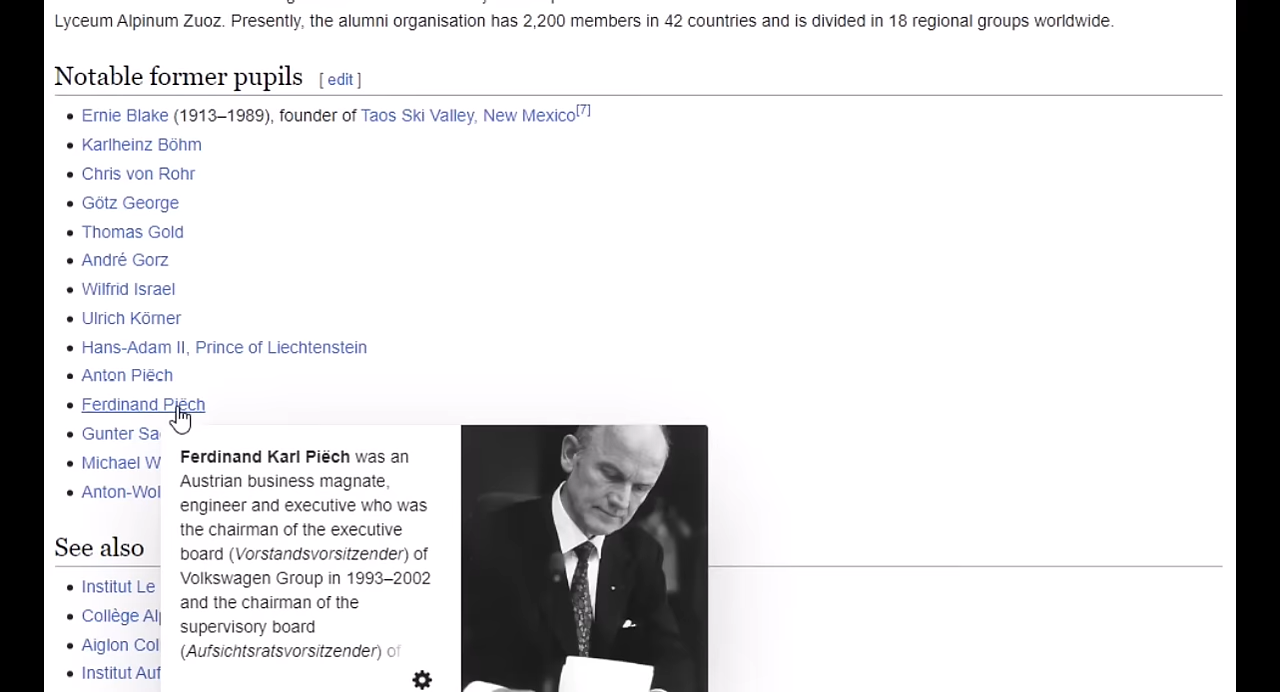 Lyceum Alpinum Zuoz. Presently, the alumni organisation has 2,200 members in 42 countries and is divided in 18 regional groups worldwide.
Notable former pupils [ edit ]
Ernie Blake (1913–1989), founder of Taos Ski Valley, New Mexico[7]
Karlheinz Böhm
Chris von Rohr
Götz George
Thomas Gold
André Gorz
Wilfrid Israel
Ulrich Körner
Hans-Adam II, Prince of Liechtenstein
Anton Piëch
Ferdinand Piëch
Gunter Sa
Michael W
Anton-Wol
Ferdinand Karl Piëch was an
Austrian business magnate,
engineer and executive who was
the chairman of the executive
board (Vorstandsvorsitzender) of
Volkswagen Group in 1993–2002
and the chairman of the
supervisory board
(Aufsichtsratsvorsitzender) of
See also
Institut Le
Collège Alp
Aiglon Col
Institut Auf